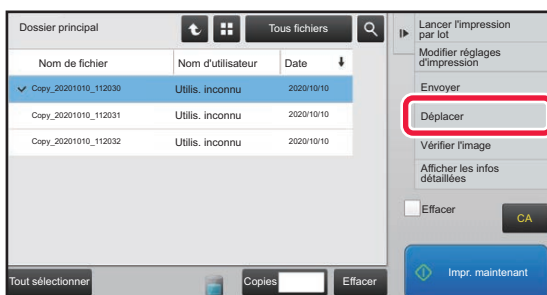 Dossier principal
Tous fichiers
Nom de fichier Nom d'utilisateur Date
Copy_20201010_112030 Utilis. inconnu 2020/10/10
Copy_20201010_112031 Utilis. inconnu 2020/10/10
Copy_20201010_112032 Utilis. inconnu 2020/10/10
Tout sélectionner
Copies
Effacer
Lancer l'impression
par lot
Modifier réglages
d'impression
Envoyer
Déplacer
Vérifier l'image
Afficher les infos
détaillées
Effacer
CA
Impr. maintenant